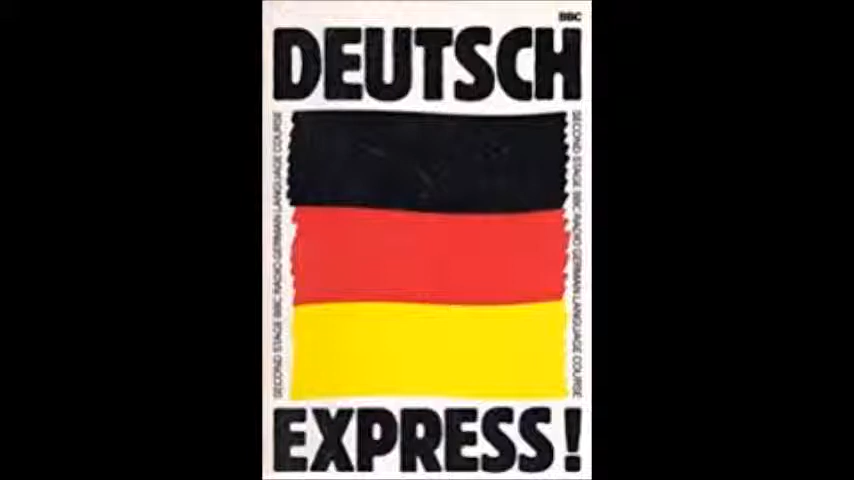 BBC
DEUTSCH
SECOND STAGE BBC RADIO GERMAN LANGUAGE COURSE
SECOND STAGE BBC RADIO GERMAN LANGUAGE COURSE
EXPRESS!